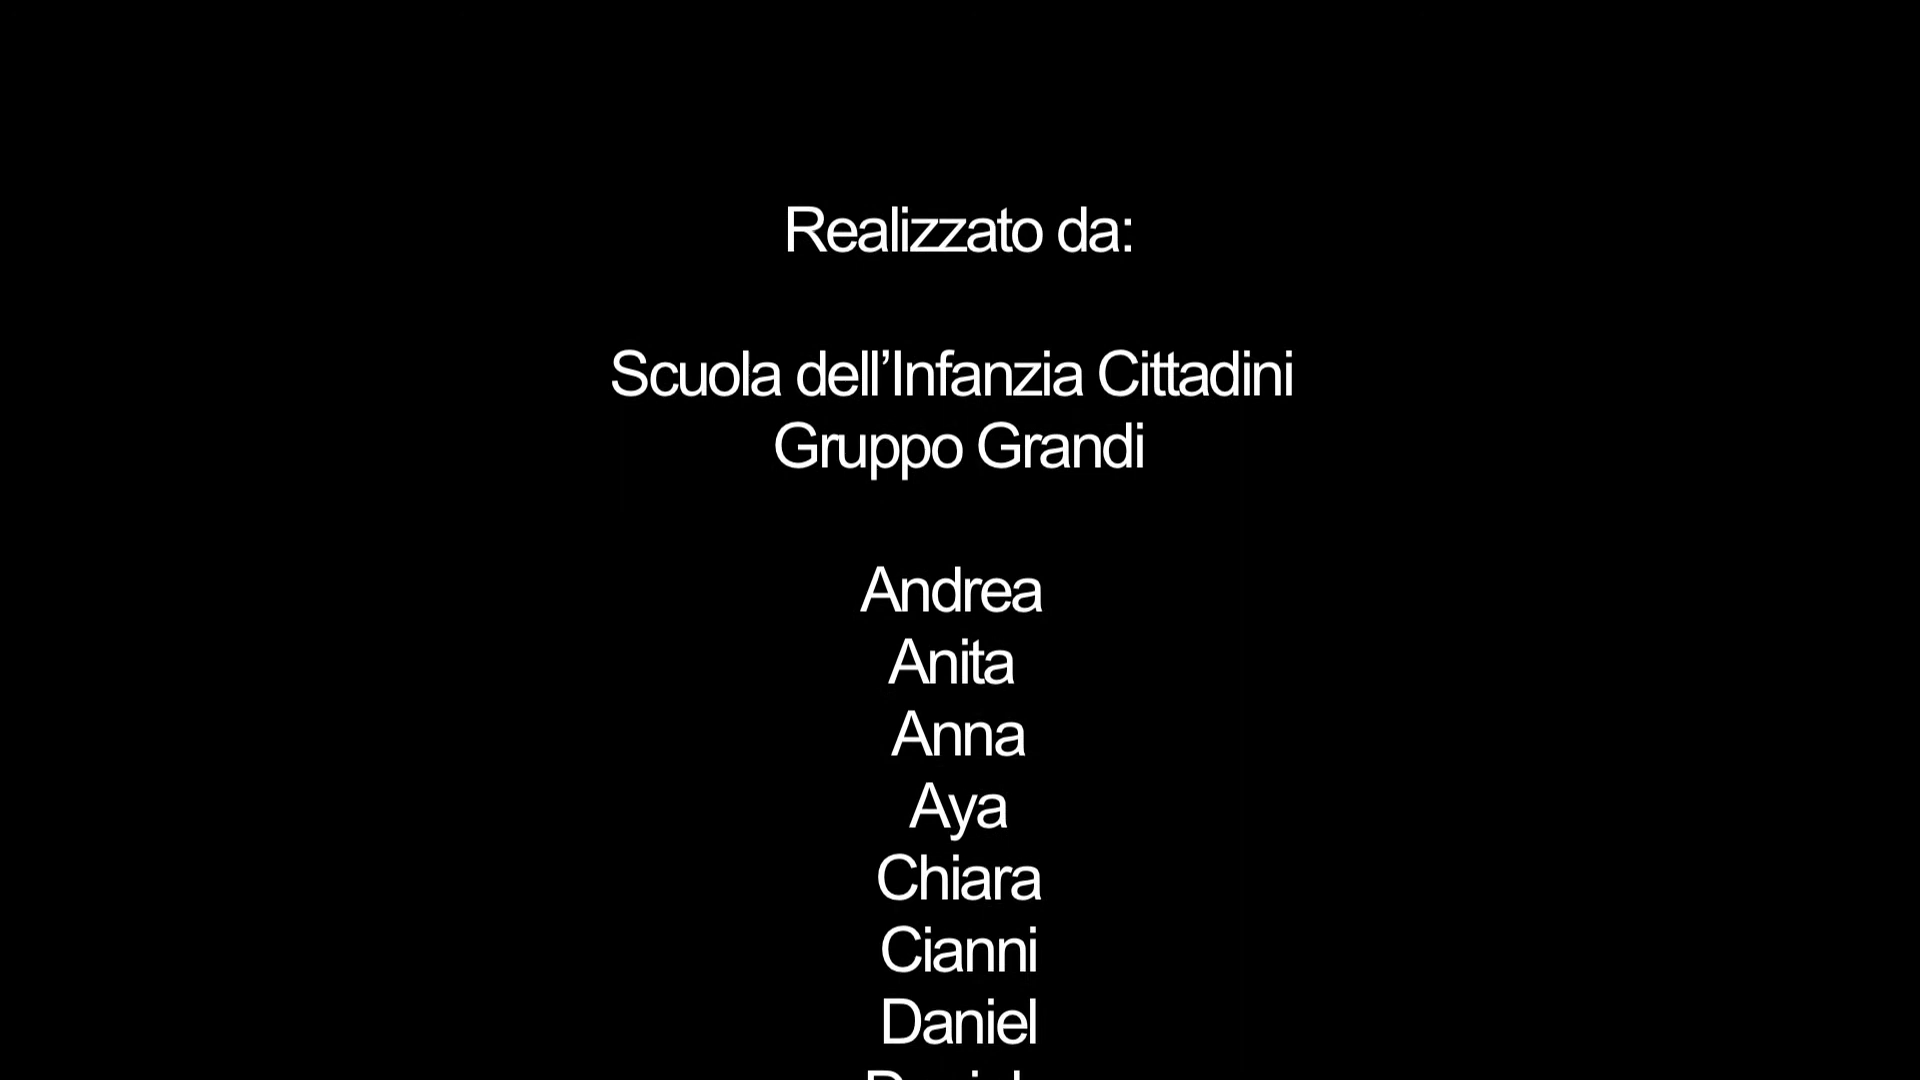 Realizzato da:
Scuola dell’Infanzia Cittadini
Gruppo Grandi
Andrea
Anita
Anna
Aya
Chiara
Cianni
Daniel